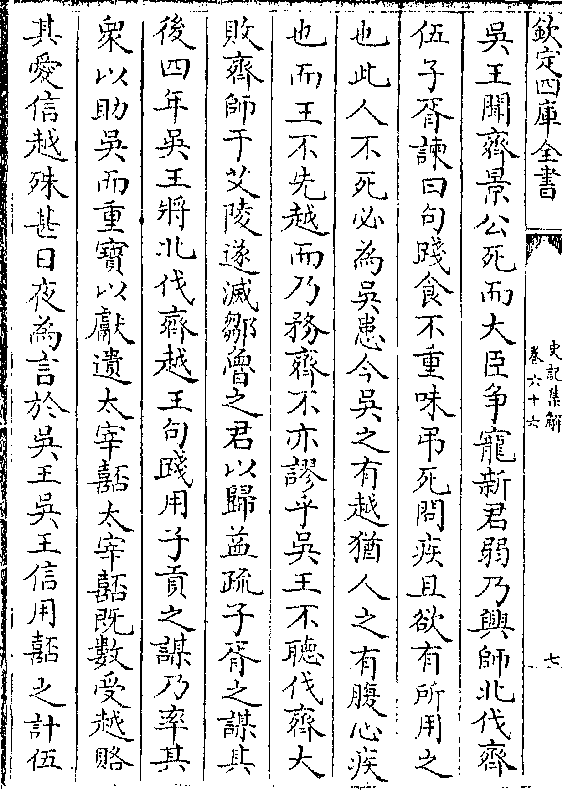 欽定四庫全書
史記集解
卷六十六
七
吳王聞齊景公死而大臣争寵新君弱乃興師北伐齊
伍子胥諫曰句踐食不重味弔死問疾且欲有所用之
也此人不死必為吳患今吳之有越猶人之有腹心疾
也而王不先越而乃務齊不亦謬乎吳王不聽伐齊大
敗齊師于艾陵遂滅鄒魯之君以歸益疏子胥之謀其
後四年吳王將北伐齊越王句踐用子貢之謀乃率其
衆以助吳而重寶以獻遺太宰嚭太宰嚭既數受越賂
其愛信越殊甚日夜為言於吳王吳王信用嚭之計伍